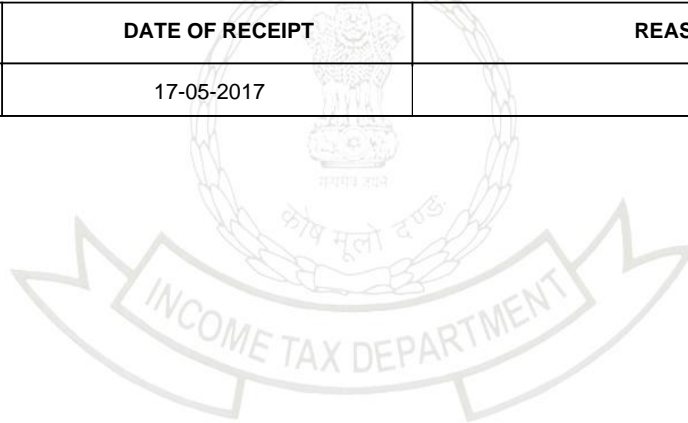 DATE OF RECEIPT REAS
17-05-2017
कोष मूलो दण्ड:
INCOME TAX DEPARTMENT